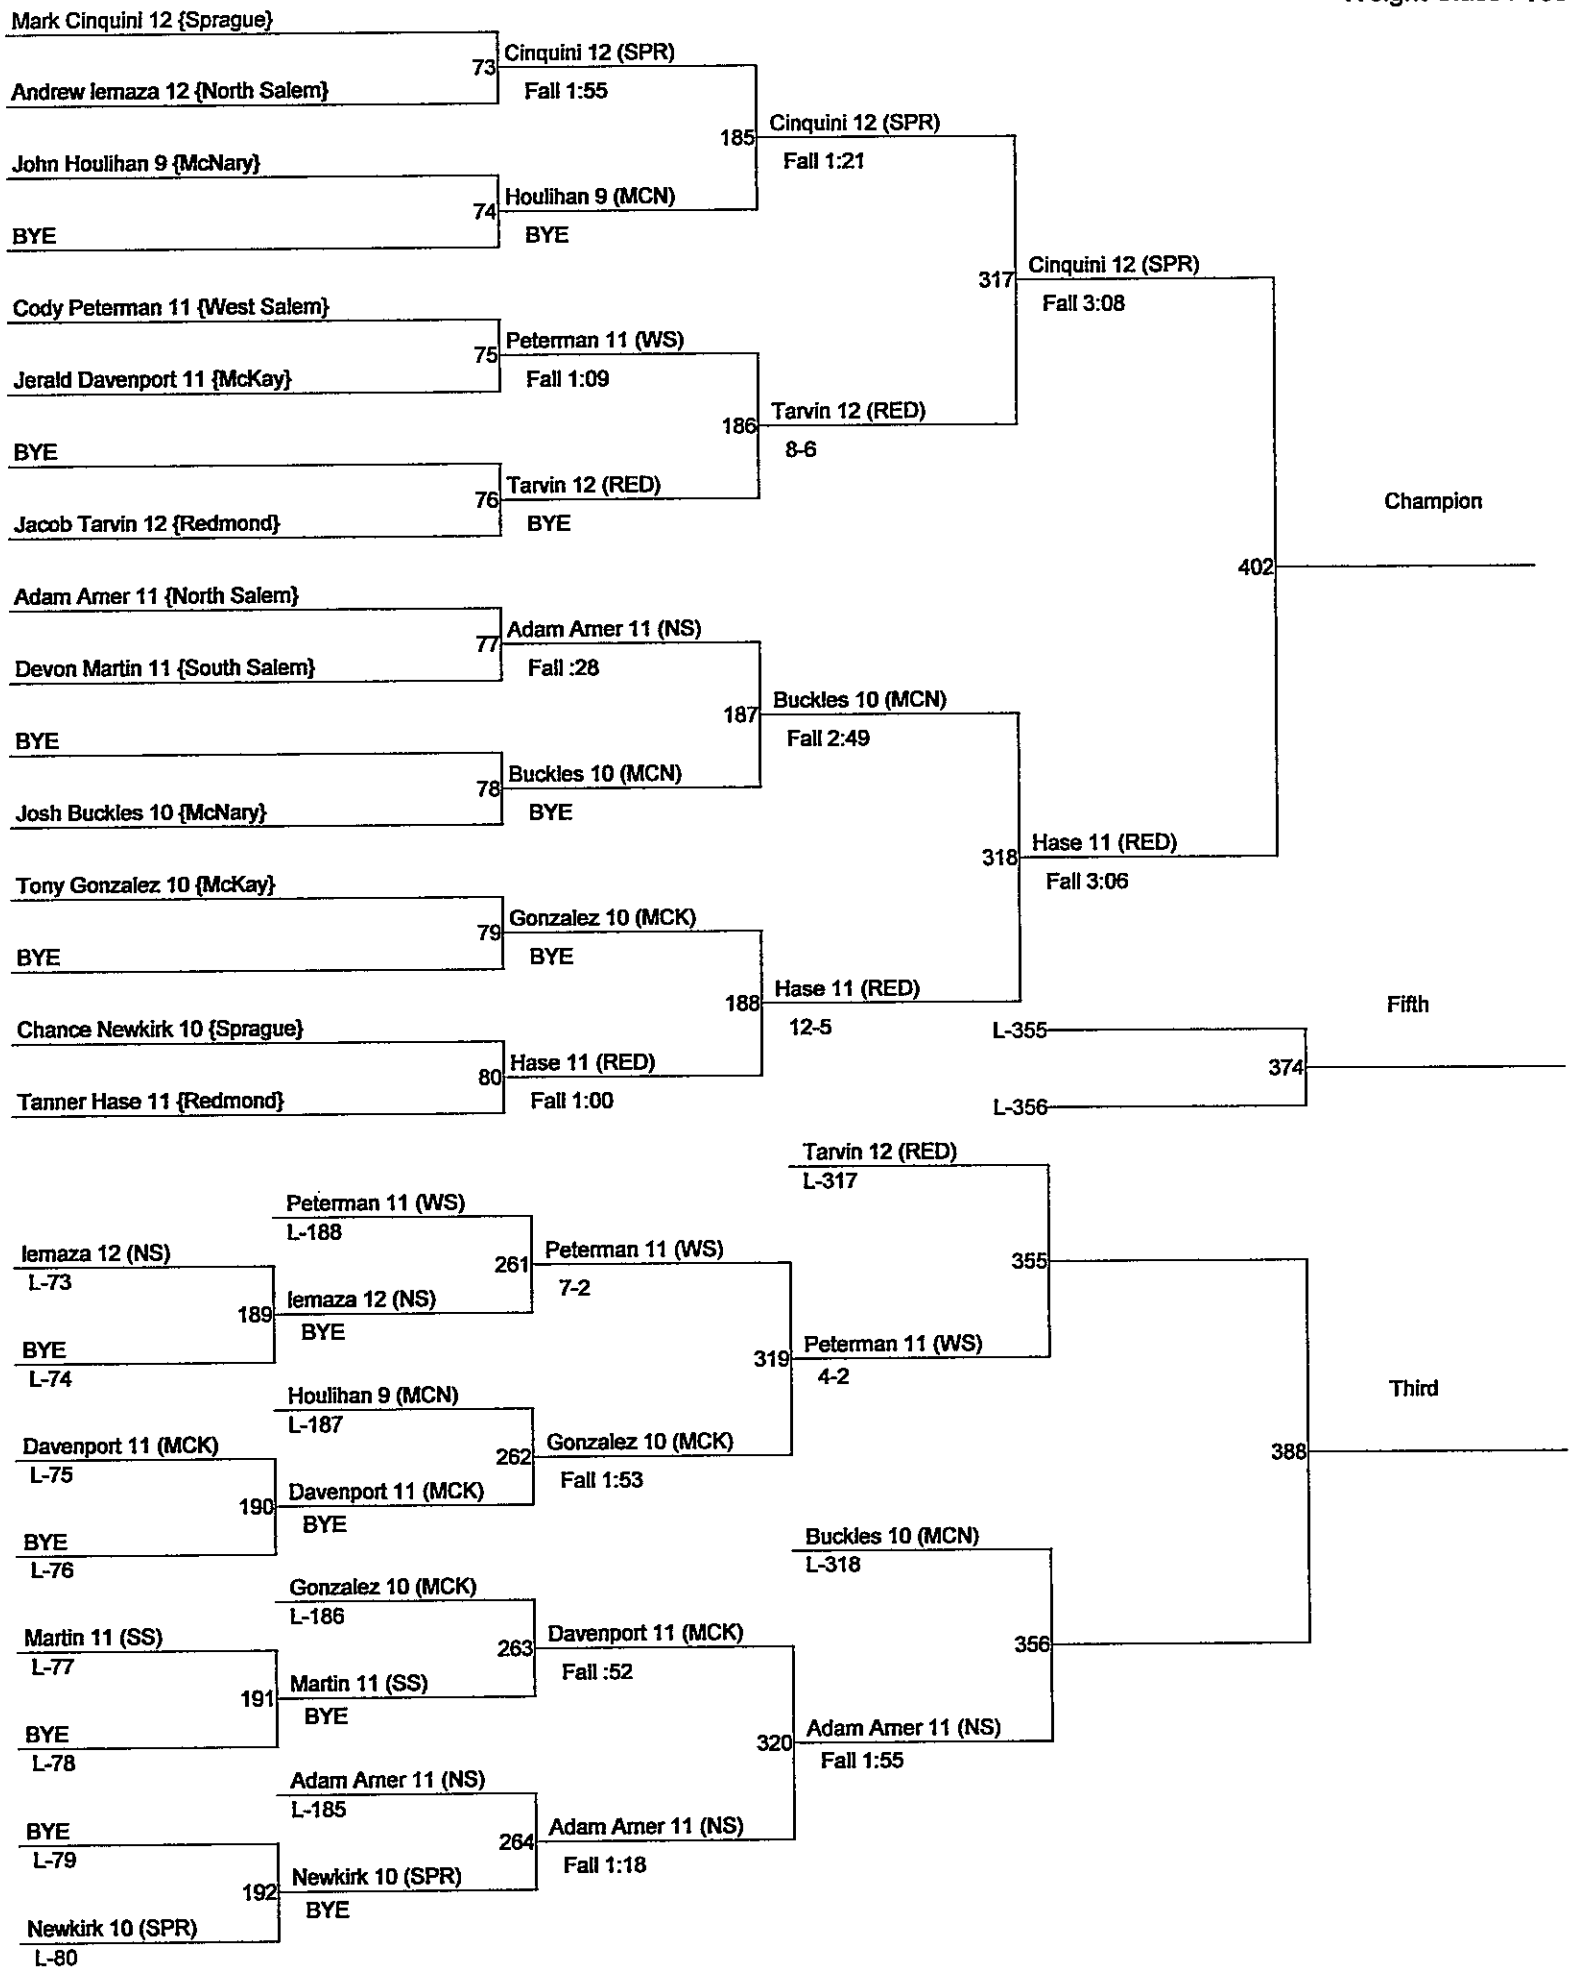 Mark Cinquini 12 {Sprague}
73
Cinquini 12 (SPR)
Fall 1:55
Andrew Iemaza 12 {North Salem}
185
Cinquini 12 (SPR)
Fall 1:21
John Houlihan 9 {McNary}
74
Houlihan 9 (MCN)
BYE
BYE
317
Cinquini 12 (SPR)
Fall 3:08
Cody Peterman 11 {West Salem}
75
Peterman 11 (WS)
Fall 1:09
Jerald Davenport 11 {McKay}
186
Tarvin 12 (RED)
8-6
BYE
76
Tarvin 12 (RED)
BYE
Jacob Tarvin 12 {Redmond}
Champion
402
Adam Amer 11 {North Salem}
77
Adam Amer 11 (NS)
Fall :28
Devon Martin 11 {South Salem}
187
Buckles 10 (MCN)
Fall 2:49
BYE
78
Buckles 10 (MCN)
BYE
Josh Buckles 10 {McNary}
318
Hase 11 (RED)
Fall 3:06
Tony Gonzalez 10 {McKay}
79
Gonzalez 10 (MCK)
BYE
BYE
188
Hase 11 (RED)
12-5
Chance Newkirk 10 {Sprague}
80
Hase 11 (RED)
Fall 1:00
Tanner Hase 11 {Redmond}
Fifth
L-355
374
L-356
Tarvin 12 (RED)
L-317
Peterman 11 (WS)
L-188
Iemaza 12 (NS)
L-73
261
Peterman 11 (WS)
7-2
355
189
Iemaza 12 (NS)
BYE
BYE
L-74
319
Peterman 11 (WS)
4-2
Houlihan 9 (MCN)
L-187
Third
Davenport 11 (MCK)
L-75
262
Gonzalez 10 (MCK)
Fall 1:53
388
190
Davenport 11 (MCK)
BYE
BYE
L-76
Buckles 10 (MCN)
L-318
Gonzalez 10 (MCK)
L-186
Martin 11 (SS)
L-77
263
Davenport 11 (MCK)
Fall :52
356
191
Martin 11 (SS)
BYE
BYE
L-78
320
Adam Amer 11 (NS)
Fall 1:55
Adam Amer 11 (NS)
L-185
BYE
L-79
264
Adam Amer 11 (NS)
Fall 1:18
192
Newkirk 10 (SPR)
BYE
Newkirk 10 (SPR)
L-80